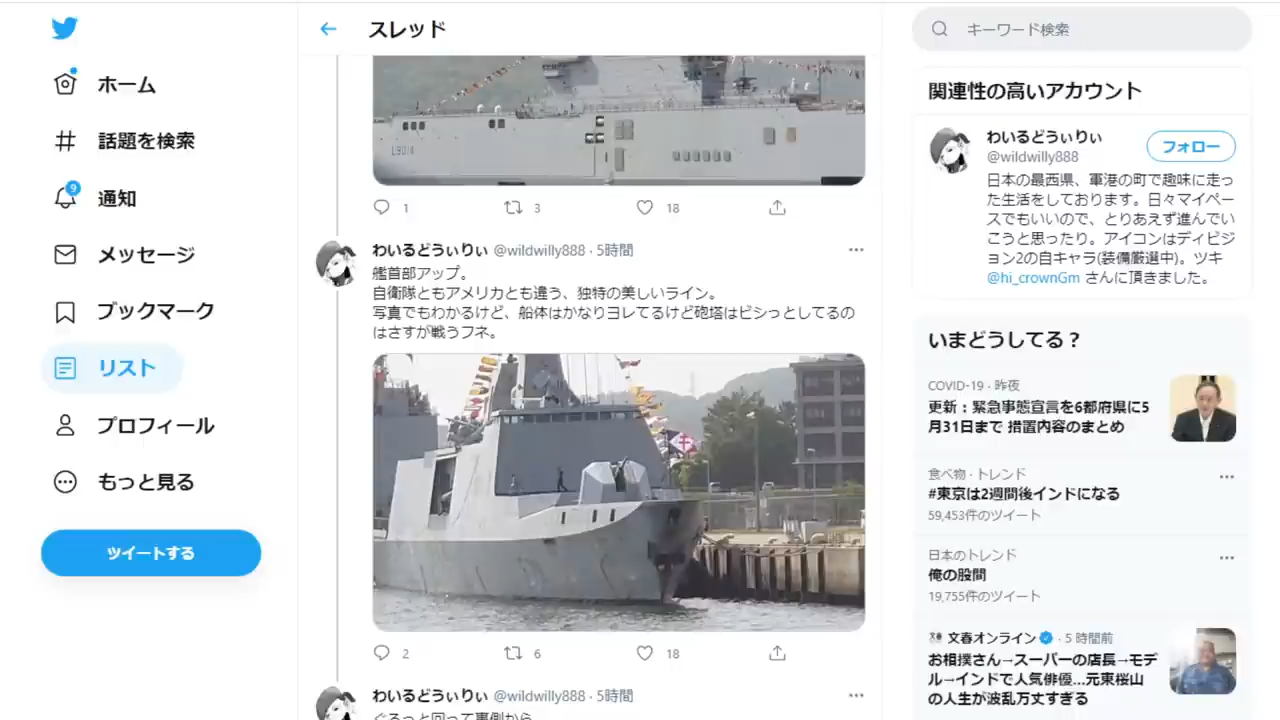 ホーム
話題を検索
9
通知
メッセージ
ブックマーク
リスト
プロフィール
もっと見る
ツイートする
スレッド
L9014
1
3
18
わいるどうぃりぃ @wildwilly888 · 5時間
艦首部アップ。
自衛隊ともアメリカとも違う、独特の美しいライン。
写真でもわかるけど、船体はかなりヨレてるけど砲塔はビシっとしてるの
はさすが戦うフネ。
2
6
18
わいるどうぃりぃ @wildwilly888 · 5時間
ぐるっと回って裏側から
キーワード検索
関連性の高いアカウント
わいるどうぃりぃ
@wildwilly888
フォロー
日本の最西県、軍港の町で趣味に走っ
た生活をしております。日々マイペー
スでもいいので、とりあえず進んでい
こうと思ったり。アイコンはディビジ
ョン2の自キャラ(装備厳選中)。ツキ
@hi_crownGm さんに頂きました。
いまどうしてる？
COVID-19 · 昨夜
更新：緊急事態宣言を6都府県に5
月31日まで 措置内容のまとめ
食べ物 · トレンド
#東京は2週間後インドになる
59,453件のツイート
日本のトレンド
俺の股間
19,755件のツイート
文春オンライン · 5 時間前
お相撲さん→スーパーの店長→モデ
ル→インドで人気俳優…元東桜山
の人生が波乱万丈すぎる